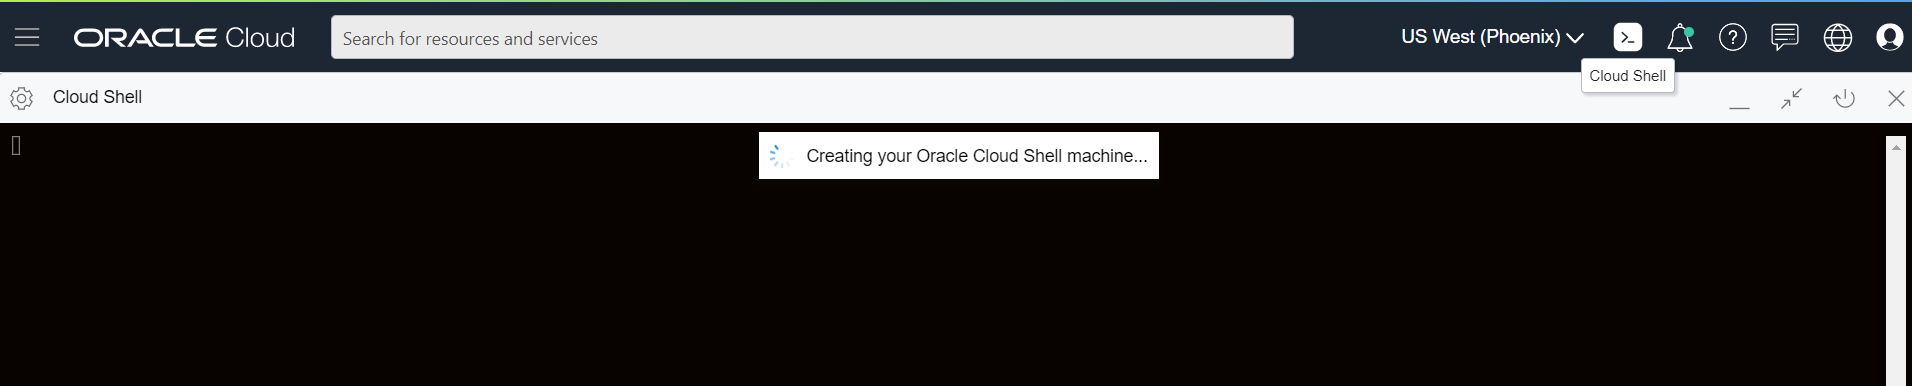 ORACLE Cloud
Search for resources and services
US West (Phoenix)
Cloud Shell
Cloud Shell
Creating your Oracle Cloud Shell machine...